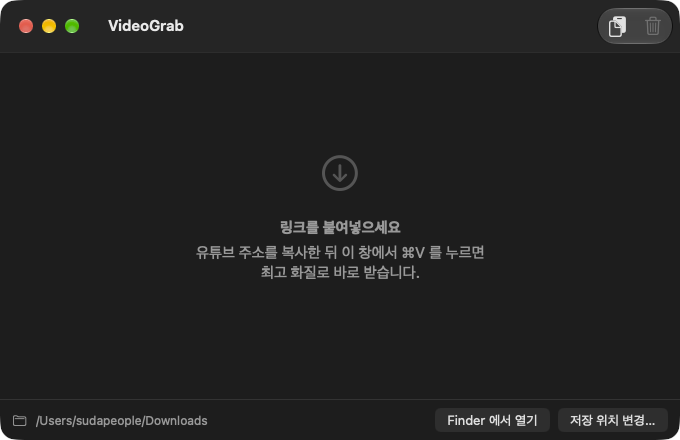 VideoGrab
링크를 붙여넣으세요
유튜브 주소를 복사한 뒤 이 창에서 ⌘V 를 누르면
최고 화질로 바로 받습니다.
/Users/sudapeople/Downloads
Finder 에서 열기
저장 위치 변경...